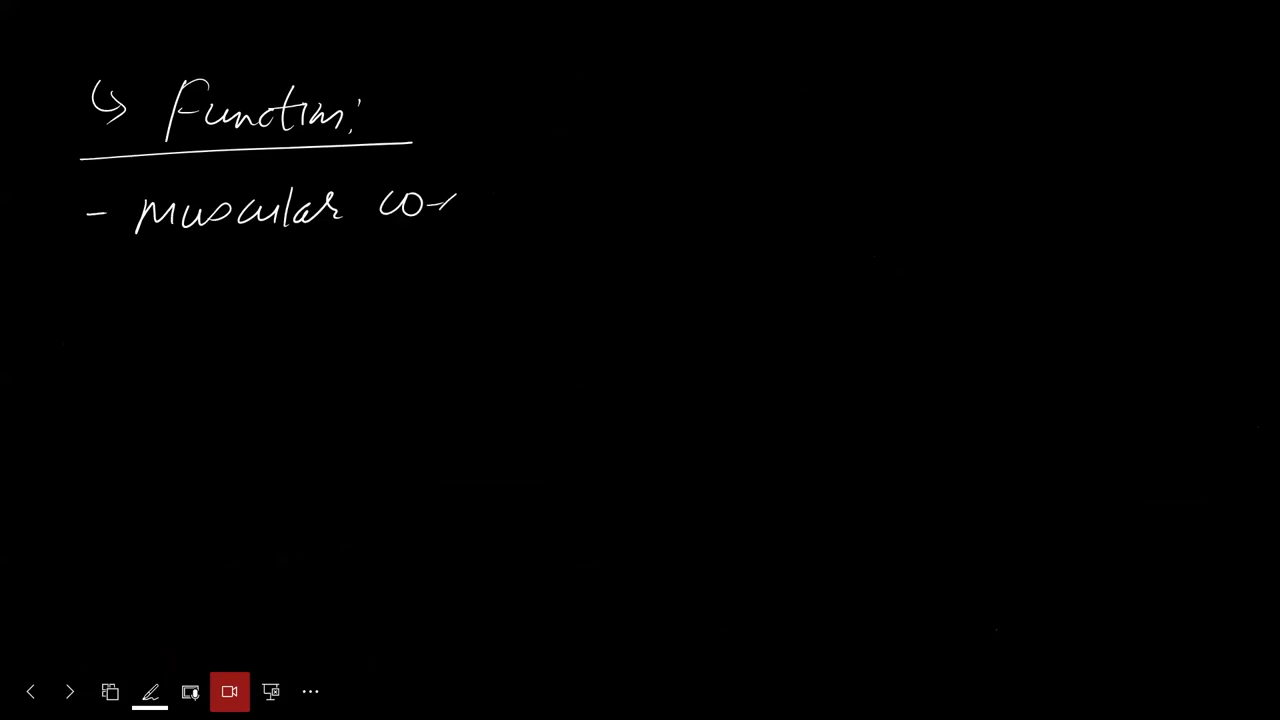 ↳ Function:
- Muscular co-